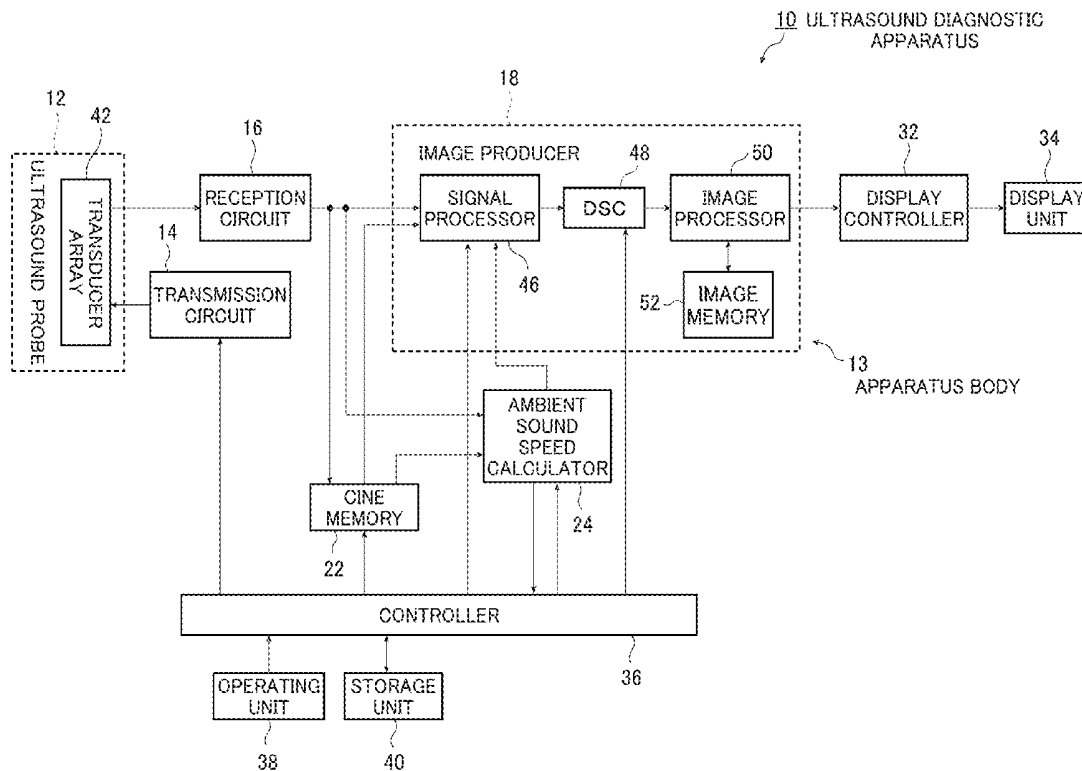 10 ULTRASOUND DIAGNOSTIC
APPARATUS
18
12
42
16
32
34
IMAGE PRODUCER
48
50
ULTRASOUND PROBE
TRANSDUCER
ARRAY
RECEPTION
CIRCUIT
SIGNAL
PROCESSOR
DSC
IMAGE
PROCESSOR
DISPLAY
CONTROLLER
DISPLAY
UNIT
14
46
TRANSMISSION
CIRCUIT
52
IMAGE
MEMORY
13
APPARATUS BODY
AMBIENT
SOUND
SPEED
CALCULATOR
24
CINE
MEMORY
22
CONTROLLER
36
OPERATING
UNIT
38
STORAGE
UNIT
40